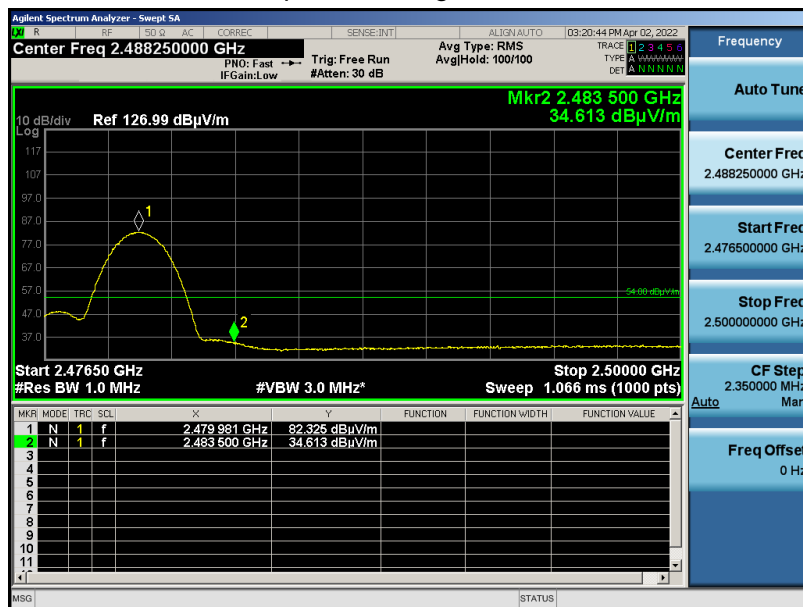 Agilent Spectrum Analyzer - Swept SA
LXI R RF 50 Ω AC CORREC SENSE:INT ALIGN AUTO 03:20:44 PM Apr 02, 2022
Center Freq 2.488250000 GHz
PNO: Fast
IFGain:Low
Trig: Free Run
#Atten: 30 dB
Avg Type: RMS
Avg|Hold: 100/100
TRACE 1 2 3 4 5 6
TYPE A WWWWW
DET A N N N N N
Mkr2 2.483 500 GHz
34.613 dBµV/m
10 dB/div Ref 126.99 dBµV/m
Log
117
107
97.0
87.0
77.0
67.0
57.0
47.0
37.0
1
2
54.00 dBµV/m
Start 2.47650 GHz Stop 2.50000 GHz
#Res BW 1.0 MHz #VBW 3.0 MHz* Sweep 1.066 ms (1000 pts)
MKR MODE TRC SCL X Y FUNCTION FUNCTION WIDTH FUNCTION VALUE
1 N 1 f 2.479 981 GHz 82.325 dBµV/m
2 N 1 f 2.483 500 GHz 34.613 dBµV/m
3
4
5
6
7
8
9
10
11
MSG STATUS
Frequency
Auto Tune
Center Freq
2.488250000 GHz
Start Freq
2.476500000 GHz
Stop Freq
2.500000000 GHz
CF Step
2.350000 MHz
Auto Man
Freq Offset
0 Hz